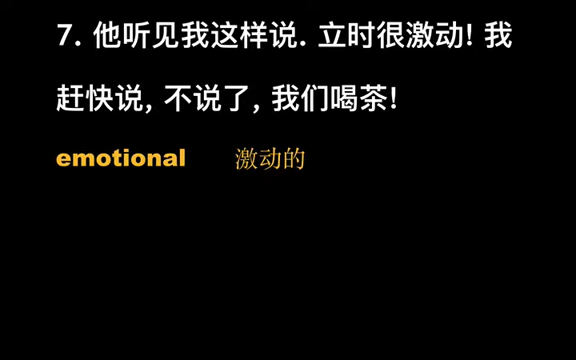 7. 他听见我这样说. 立时很激动! 我
赶快说, 不说了, 我们喝茶!
emotional 激动的